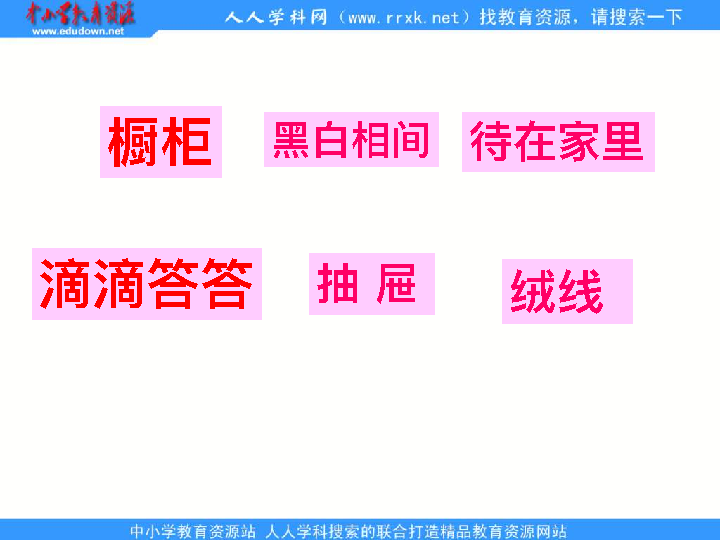 中小学教育资源
www.edudown.net
人人学科网（www.rrxk.net）找教育资源，请搜索一下
橱柜 黑白相间 待在家里
滴滴答答 抽 屉 绒线
中小学教育资源站 人人学科搜索的联合打造精品教育资源网站